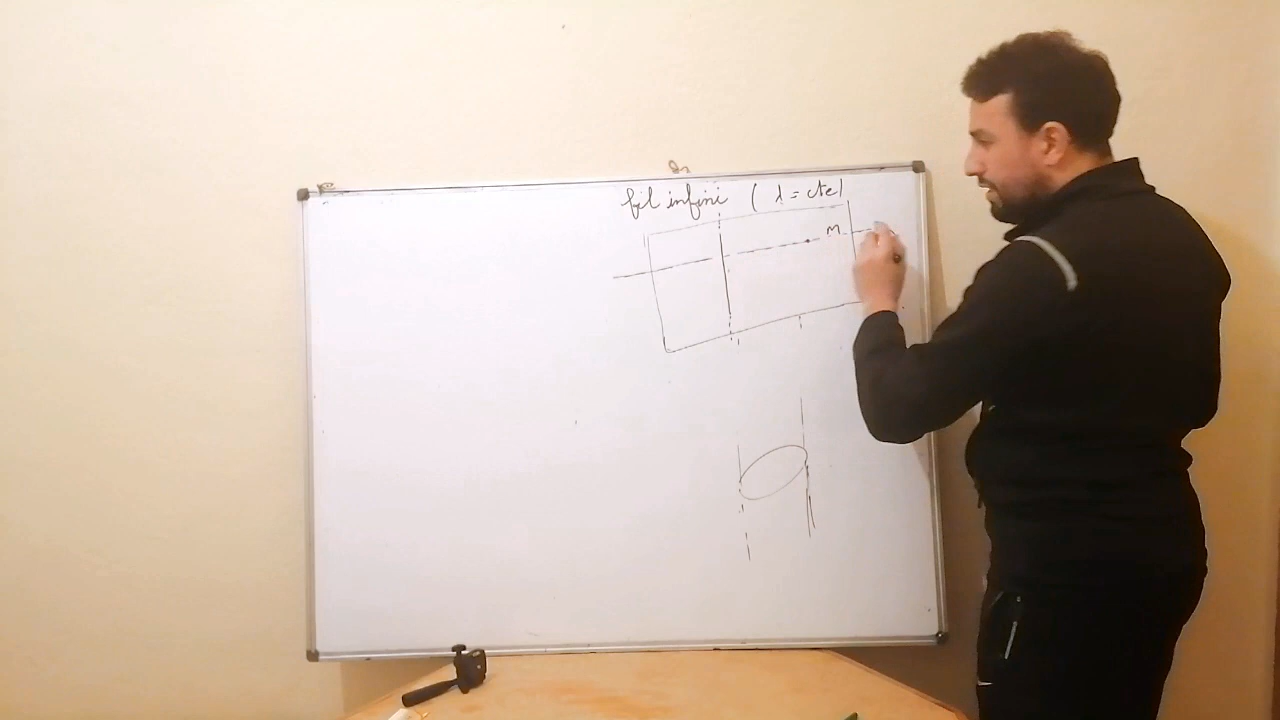 fil infini ( λ = cte)
M